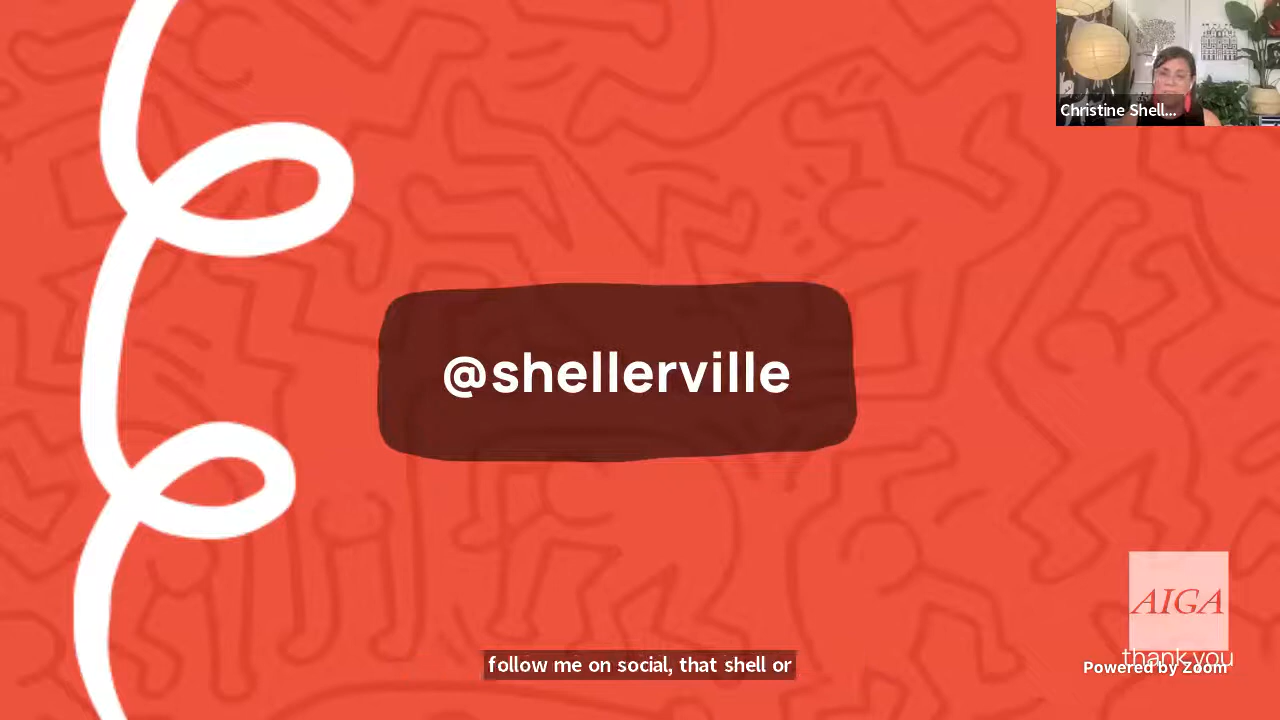 Christine Shell...
@shellerville
AIGA
thank you
Powered by Zoom
follow me on social, that shell or